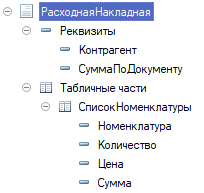 РасходнаяНакладная
Реквизиты
Контрагент
СуммаПоДокументу
Табличные части
СписокНоменклатуры
Номенклатура
Количество
Цена
Сумма